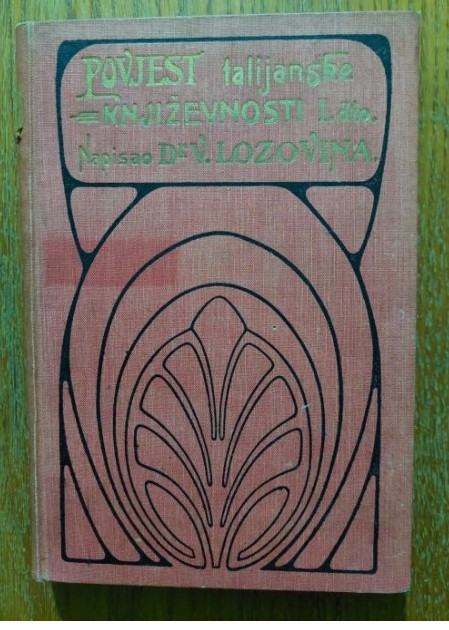 POVJEST talijanske
KNJIŽEVNOSTI I. dio.
Napisao Dr V. LOZOVINA.